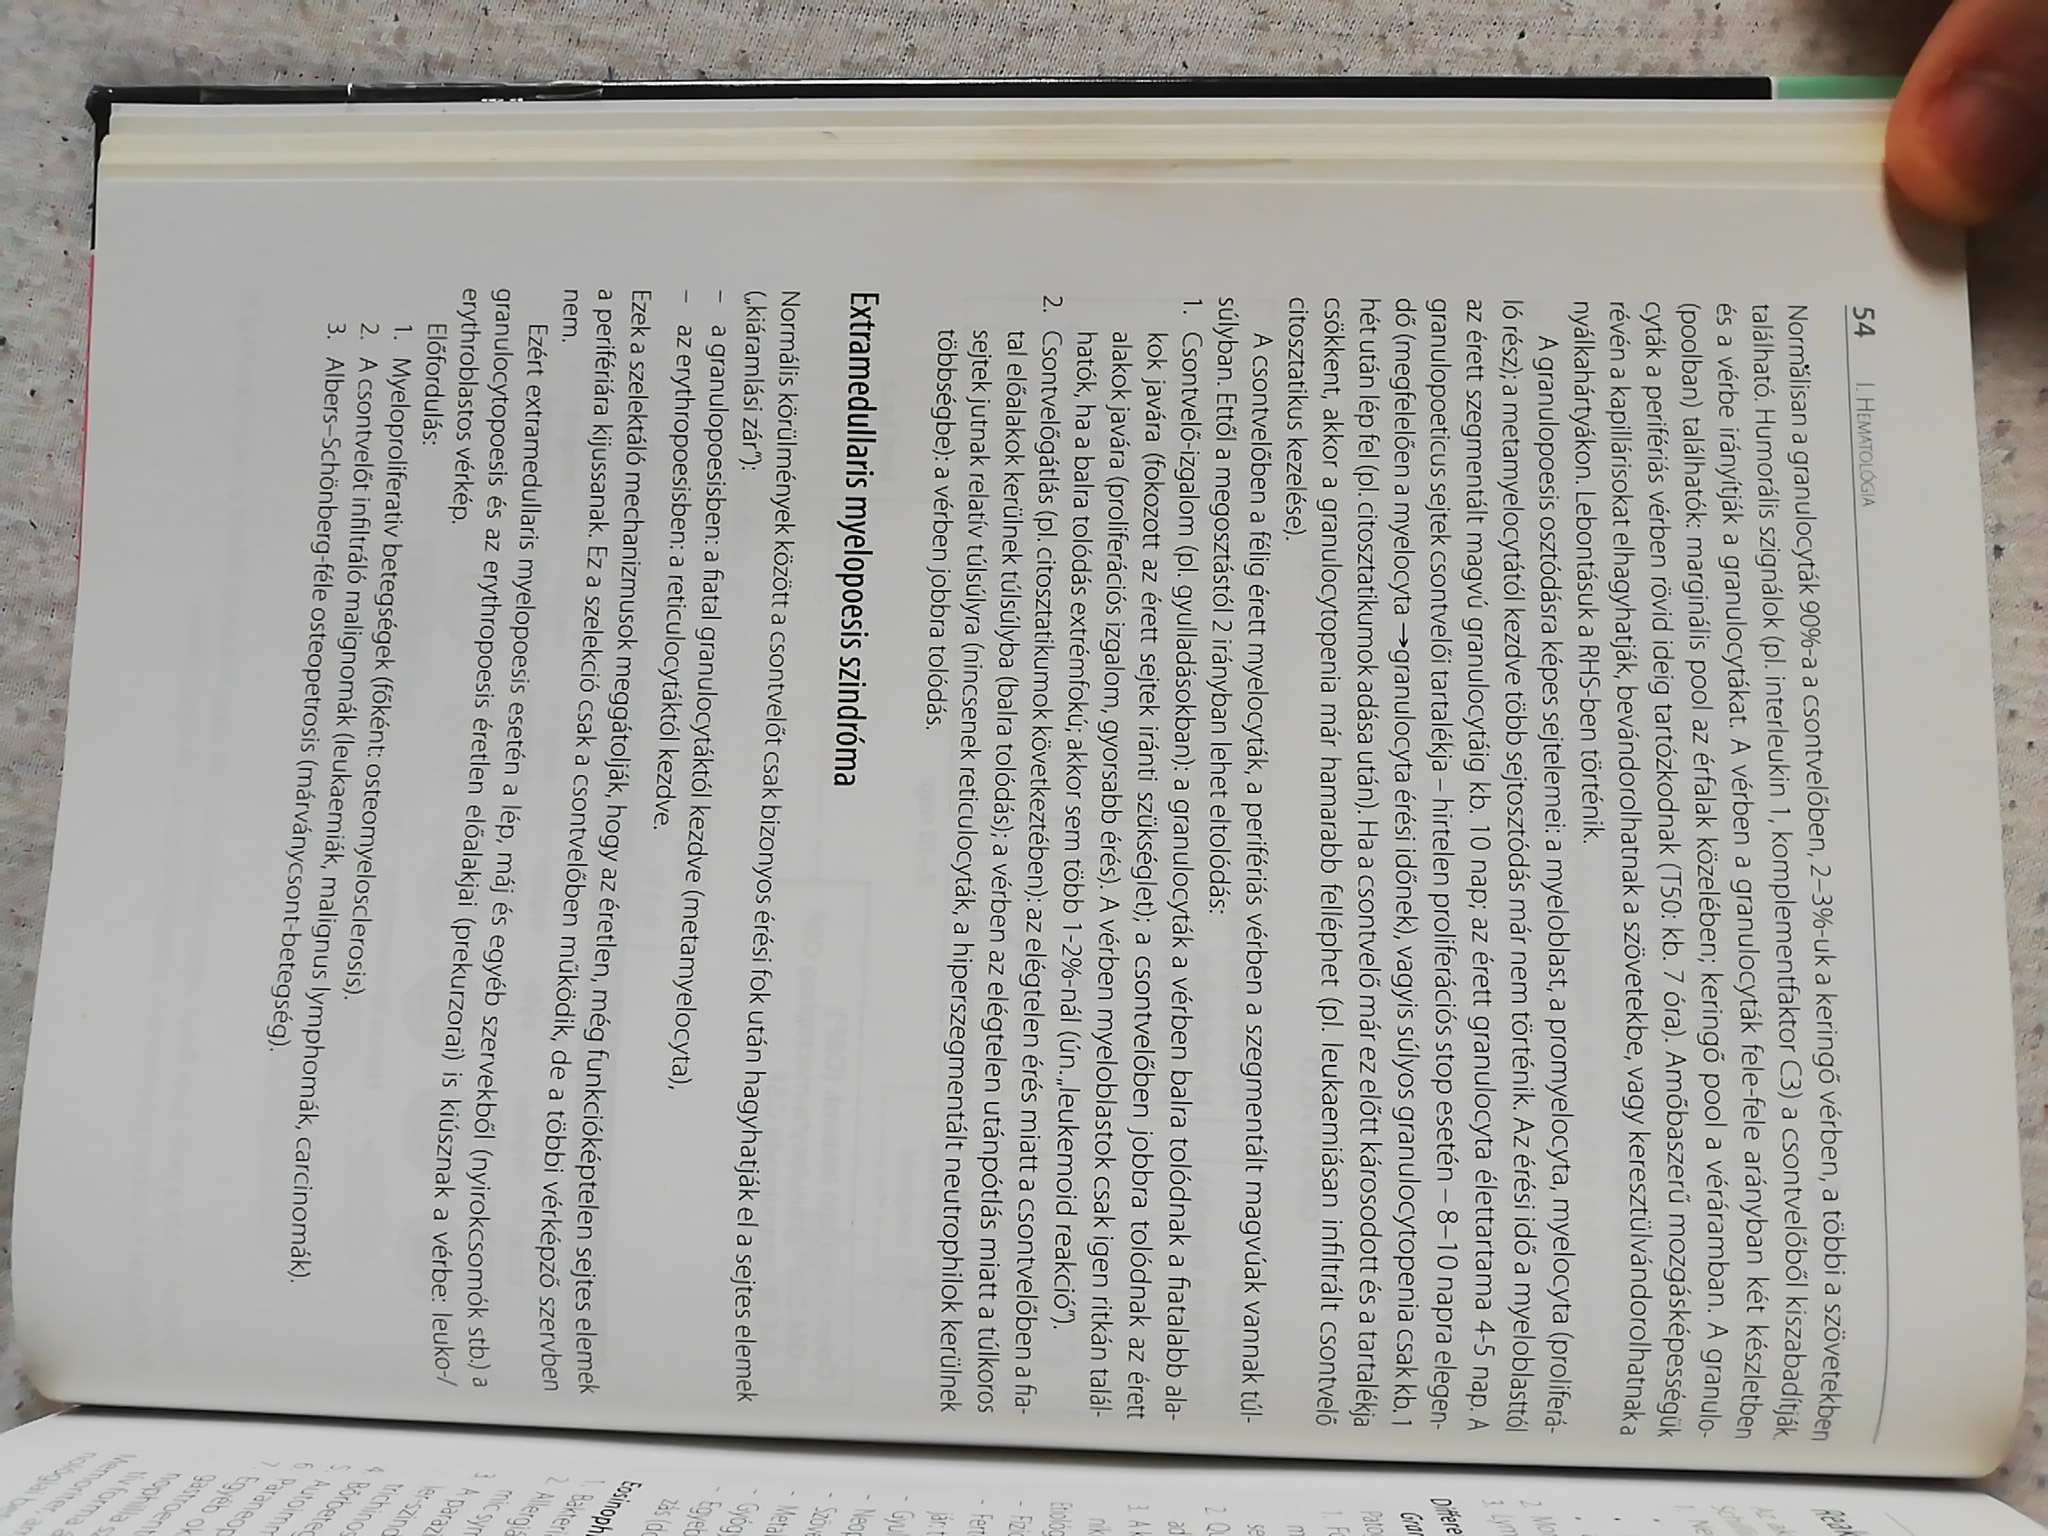 54 I. HEMATOLÓGIA
Normálisan a granulocyták 90%-a a csontvelőben, 2–3%-uk a keringő vérben, a többi a szövetekben
található. Humorális szignálok (pl. interleukin 1, komplementfaktor C3) a csontvelőből kiszabadítják
és a vérbe irányítják a granulocytákat. A vérben a granulocyták fele-fele arányban két készletben
(poolban) találhatók: marginális pool az érfalak közelében; keringő pool a véráramban. A granulo-
cyták a perifériás vérben rövid ideig tartózkodnak (T50: kb. 7 óra). Amőbaszerű mozgásképességük
révén a kapillárisokat elhagyhatják, bevándorolhatnak a szövetekbe, vagy keresztülvándorolhatnak a
nyálkahártyákon. Lebontásuk a RHS-ben történik.
A granulopoesis osztódásra képes sejtelemei: a myeloblast, a promyelocyta, myelocyta (proliferá-
ló rész); a metamyelocytától kezdve több sejtosztódás már nem történik. Az érési idő a myeloblasttól
az érett szegmentált magvú granulocytáig kb. 10 nap; az érett granulocyta élettartama 4-5 nap. A
granulopoeticus sejtek csontvelői tartalékja – hirtelen proliferációs stop esetén – 8–10 napra elegen-
dő (megfelelően a myelocyta → granulocyta érési időnek), vagyis súlyos granulocytopenia csak kb. 1
hét után lép fel (pl. citosztatikumok adása után). Ha a csontvelő már ez előtt károsodott és a tartalékja
csökkent, akkor a granulocytopenia már hamarabb felléphet (pl. leukaemiásan infiltrált csontvelő
citosztatikus kezelése).
A csontvelőben a félig érett myelocyták, a perifériás vérben a szegmentált magvúak vannak túl-
súlyban. Ettől a megosztástól 2 irányban lehet eltolódás:
1. Csontvelő-izgalom (pl. gyulladásokban): a granulocyták a vérben balra tolódnak a fiatalabb ala-
kok javára (fokozott az érett sejtek iránti szükséglet); a csontvelőben jobbra tolódnak az érett
alakok javára (proliferációs izgalom, gyorsabb érés). A vérben myeloblastok csak igen ritkán talál-
hatók, ha a balra tolódás extrémfokú; akkor sem több 1-2%-nál (ún. „leukemoid reakció”).
2. Csontvelőgátlás (pl. citosztatikumok következtében): az elégtelen érés miatt a csontvelőben a fia-
tal előalakok kerülnek túlsúlyba (balra tolódás); a vérben az elégtelen utánpótlás miatt a túlkoros
sejtek jutnak relatív túlsúlyra (nincsenek reticulocyták, a hiperszegmentált neutrophilok kerülnek
többségbe): a vérben jobbra tolódás.
Extramedullaris myelopoesis szindróma
Normális körülmények között a csontvelőt csak bizonyos érési fok után hagyhatják el a sejtes elemek
(„kiáramlási zár”):
– a granulopoesisben: a fiatal granulocytáktól kezdve (metamyelocyta),
– az erythropoesisben: a reticulocytáktól kezdve.
Ezek a szelektáló mechanizmusok meggátolják, hogy az éretlen, még funkcióképtelen sejtes elemek
a perifériára kijussanak. Ez a szelekció csak a csontvelőben működik, de a többi vérképző szervben
nem.
Ezért extramedullaris myelopoesis esetén a lép, máj és egyéb szervekből (nyirokcsomók stb.) a
granulocytopoesis és az erythropoesis éretlen előalakjai (prekurzorai) is kiúsznak a vérbe: leuko-/
erythroblastos vérkép.
Előfordulás:
1. Myeloproliferatív betegségek (főként: osteomyelosclerosis).
2. A csontvelőt infiltráló malignomák (leukaemiák, malignus lymphomák, carcinomák).
3. Albers–Schönberg-féle osteopetrosis (márványcsont-betegség).